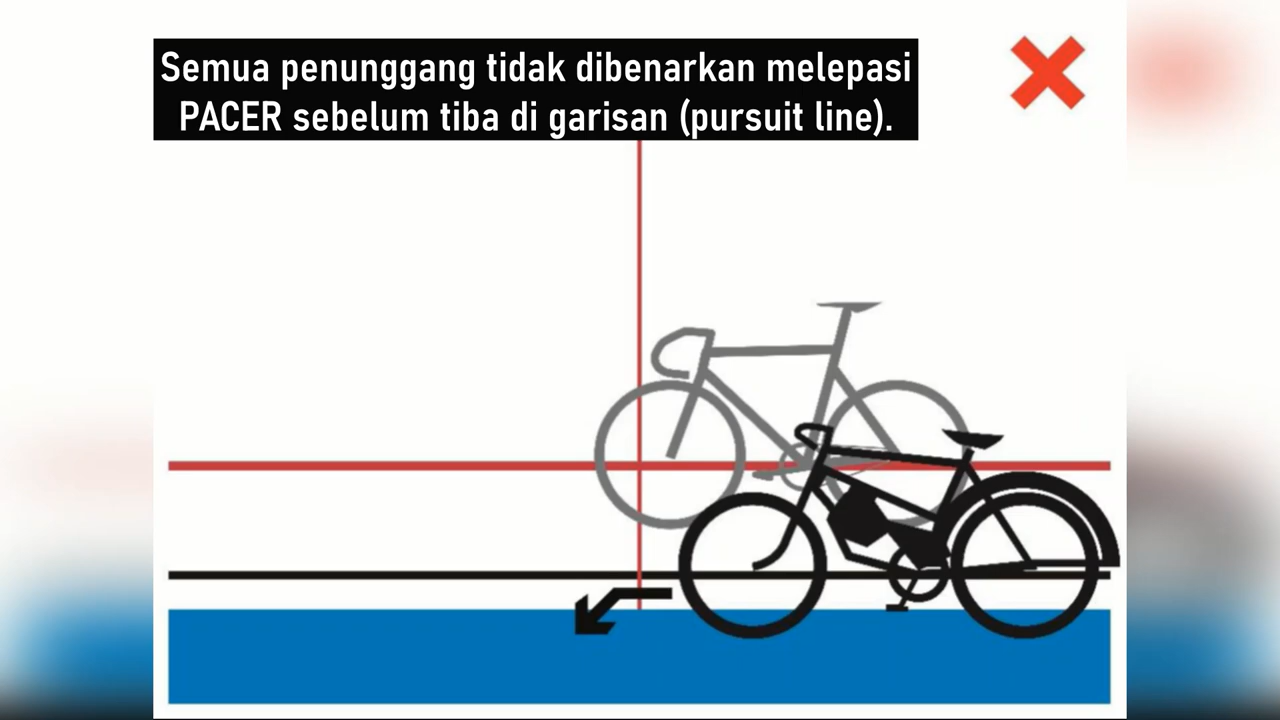 Semua penunggang tidak dibenarkan melepasi
PACER sebelum tiba di garisan (pursuit line).